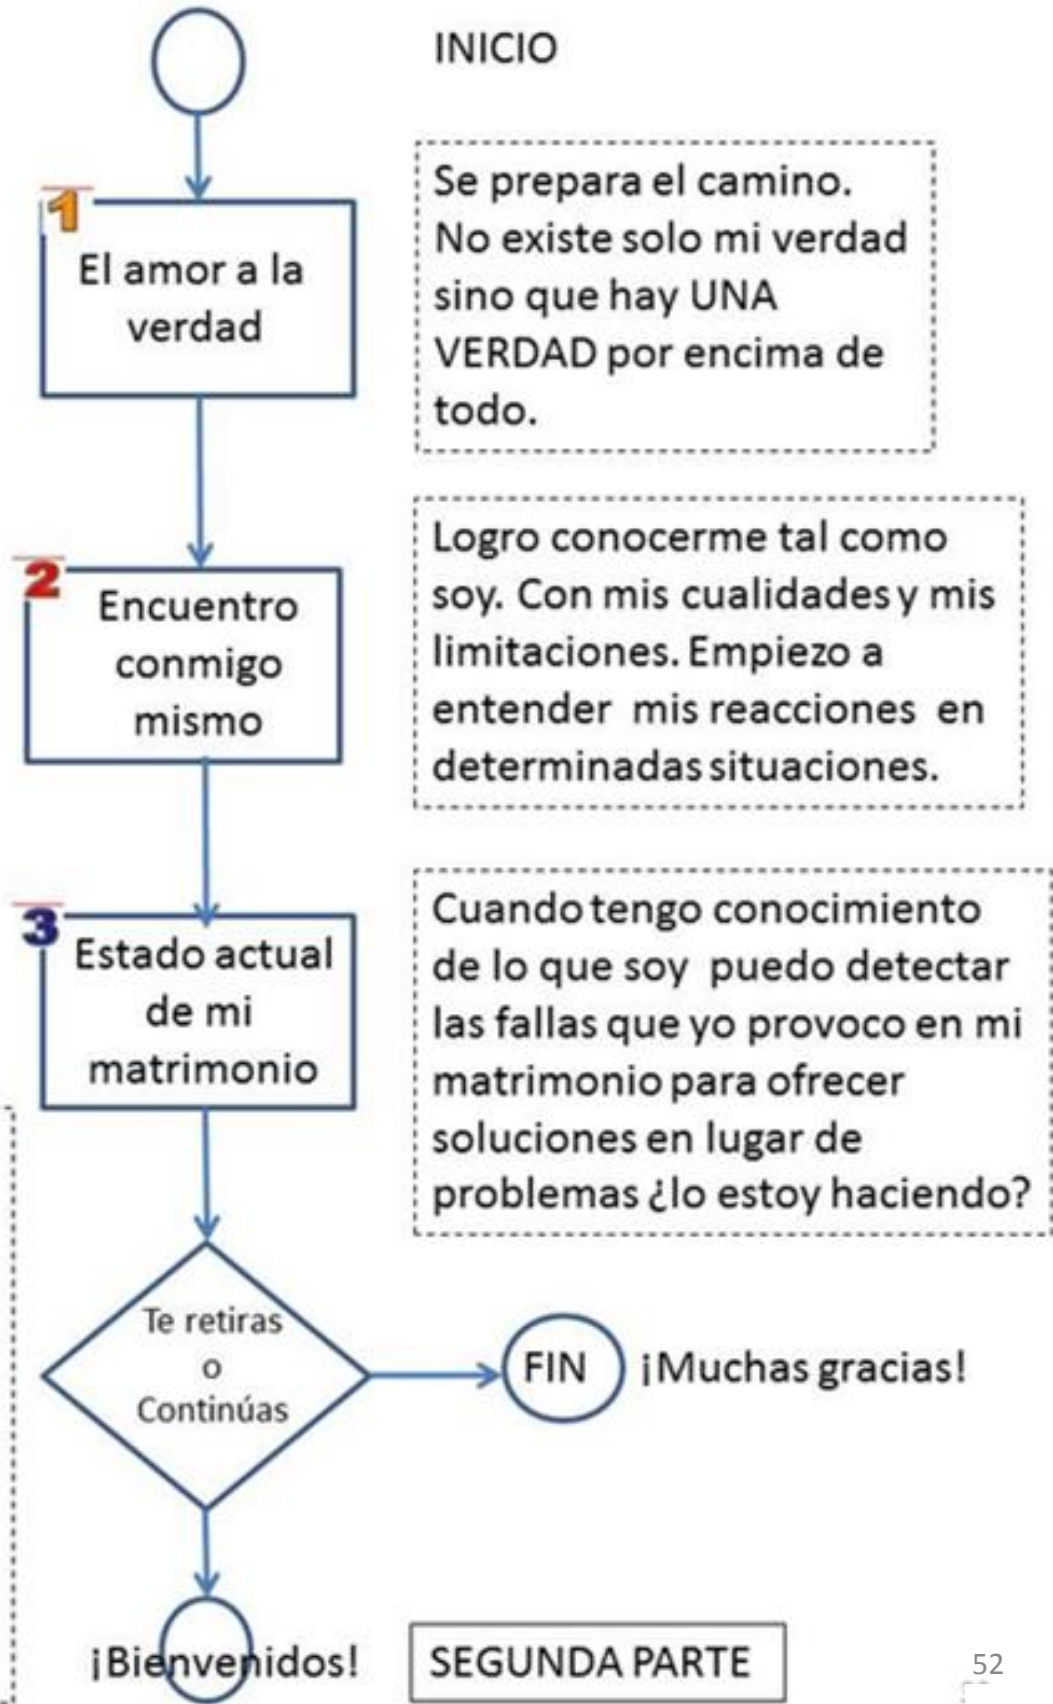 INICIO
1
El amor a la
verdad
Se prepara el camino.
No existe solo mi verdad
sino que hay UNA
VERDAD por encima de
todo.
2
Encuentro
conmigo
mismo
Logro conocerme tal como
soy. Con mis cualidades y mis
limitaciones. Empiezo a
entender mis reacciones en
determinadas situaciones.
3
Estado actual
de mi
matrimonio
Cuando tengo conocimiento
de lo que soy puedo detectar
las fallas que yo provoco en mi
matrimonio para ofrecer
soluciones en lugar de
problemas ¿lo estoy haciendo?
Te retiras
o
Continúas
FIN
¡Muchas gracias!
¡Bienvenidos!
SEGUNDA PARTE
52